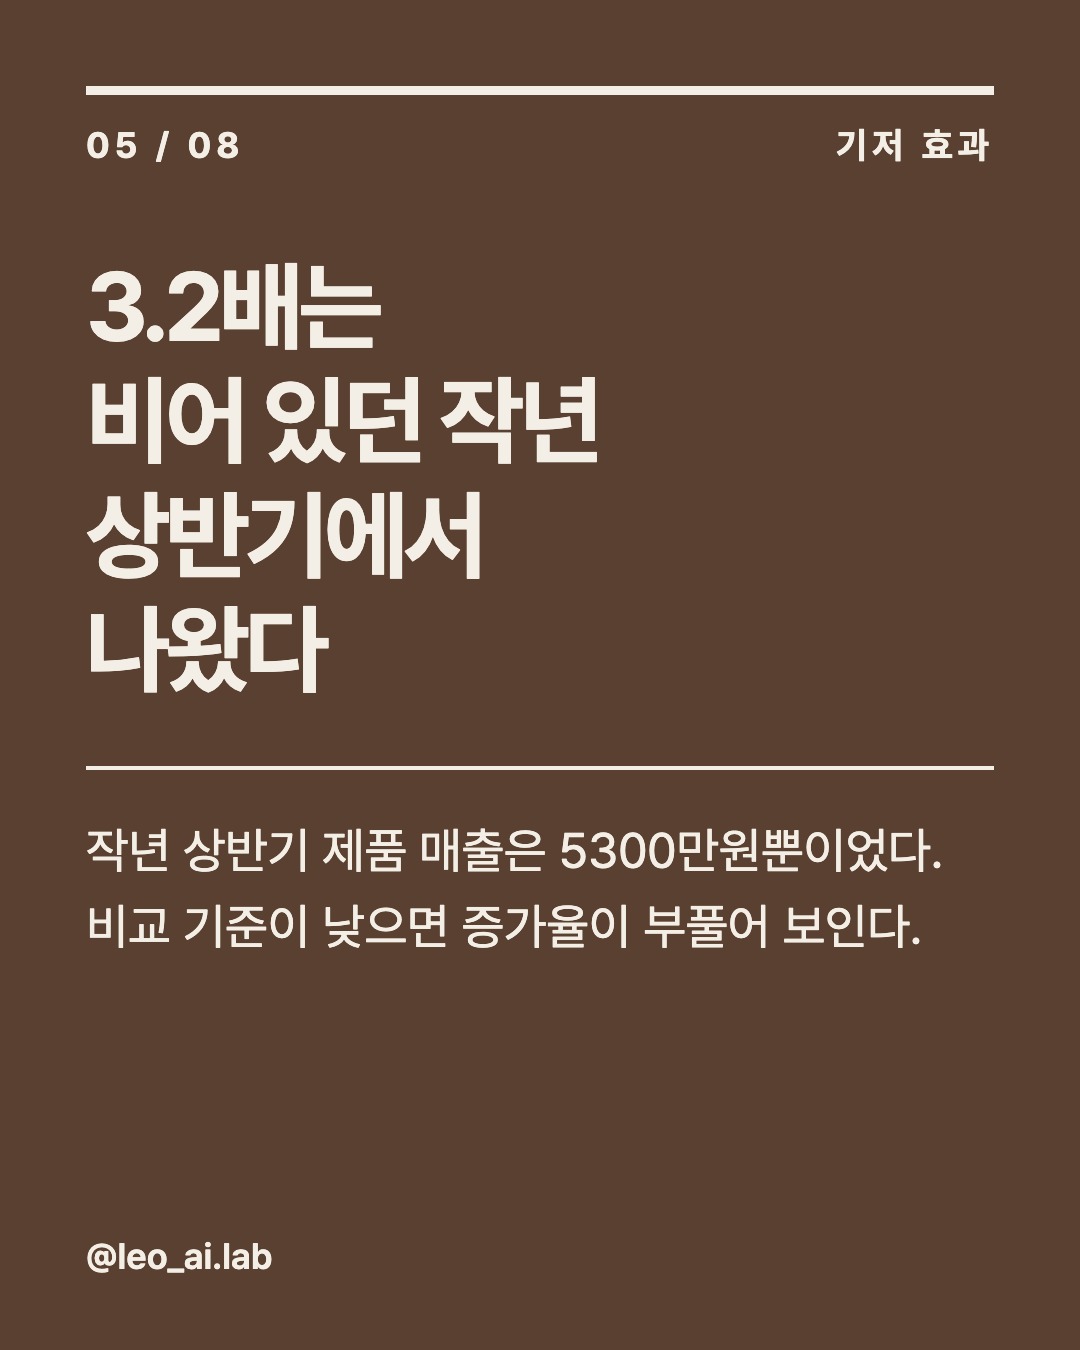 05 / 08
기저 효과
3.2배는
비어 있던 작년
상반기에서
나왔다
작년 상반기 제품 매출은 5300만원뿐이었다.
비교 기준이 낮으면 증가율이 부풀어 보인다.
@leo_ai.lab